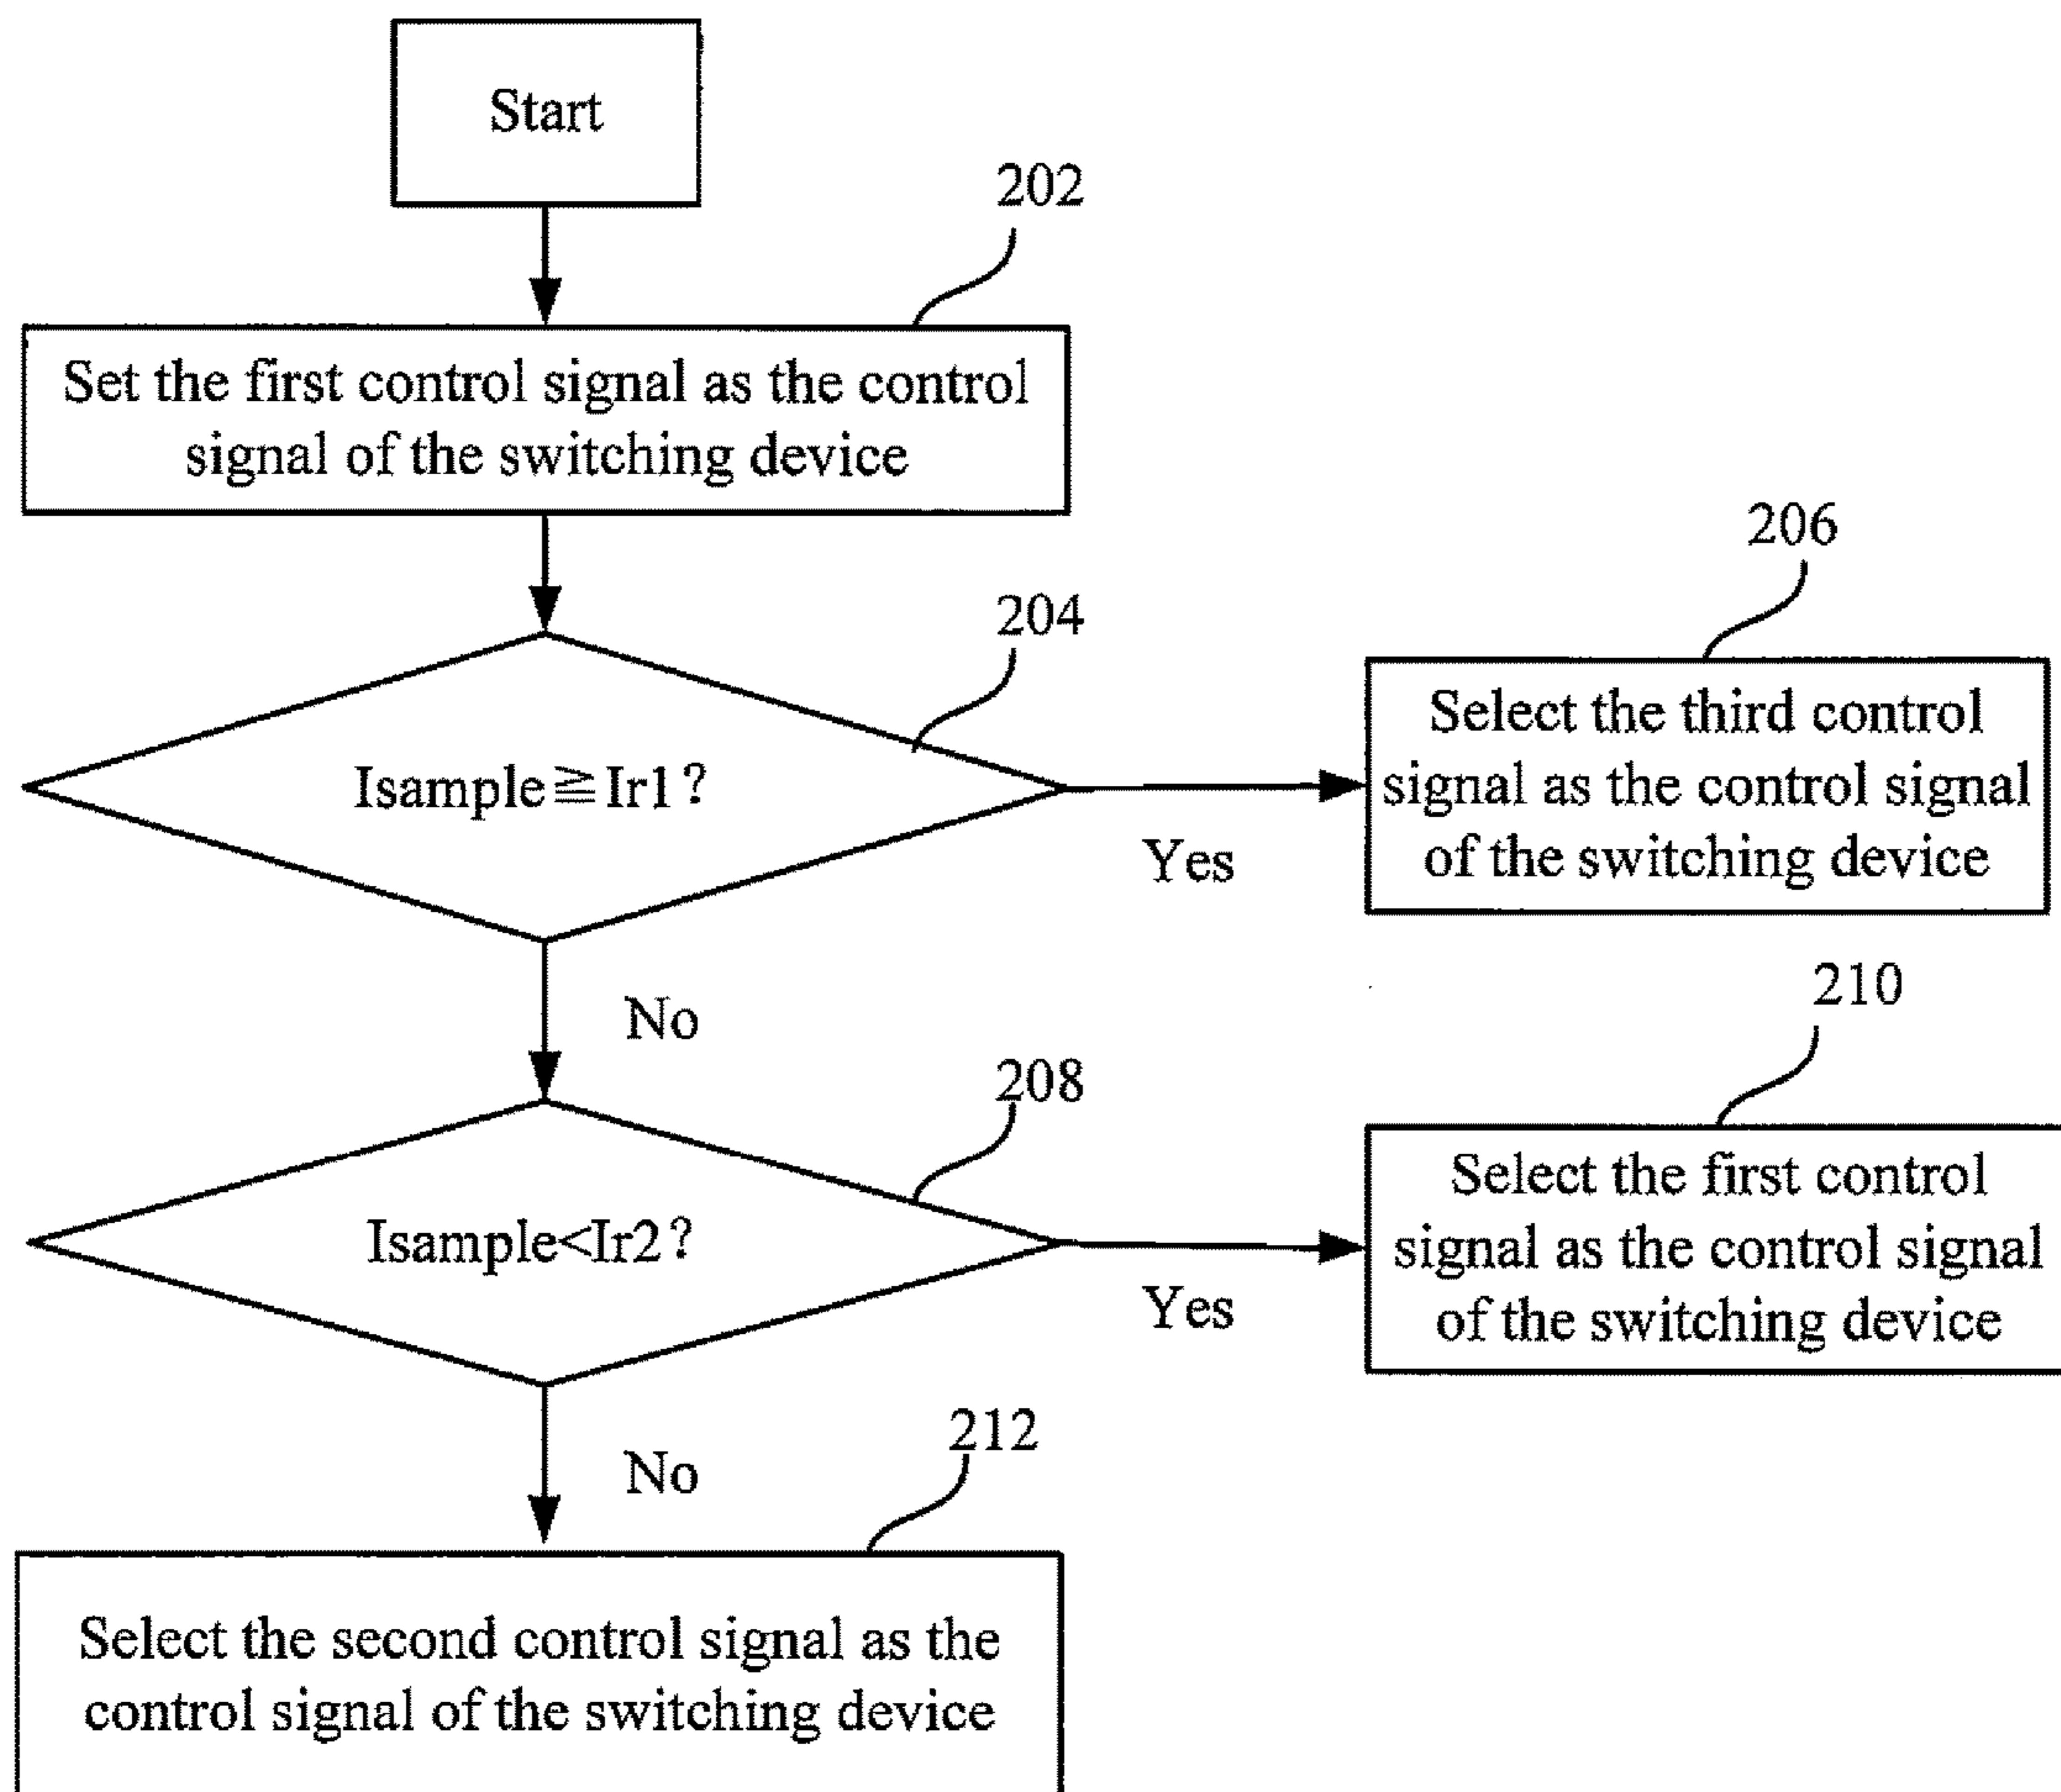 Start
202
Set the first control signal as the control
signal of the switching device
204
Isample≧Ir1?
Yes
206
Select the third control
signal as the control signal
of the switching device
No
208
Isample<Ir2?
Yes
210
Select the first control
signal as the control signal
of the switching device
No
212
Select the second control signal as the
control signal of the switching device